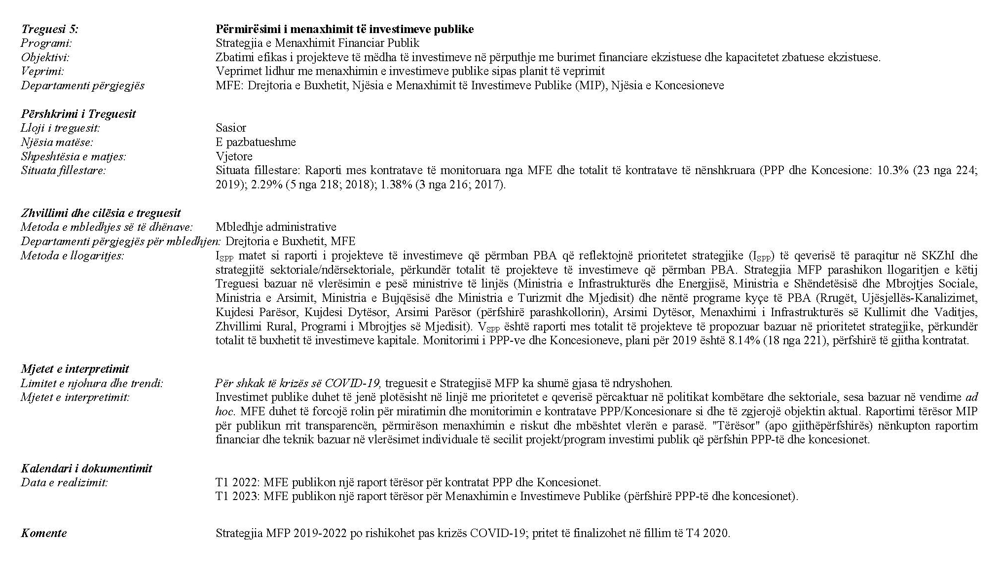 Treguesi 5: Përmirësimi i menaxhimit të investimeve publike
Programi: Strategjia e Menaxhimit Financiar Publik
Objektivi: Zbatimi efikas i projekteve të mëdha të investimeve në përputhje me burimet financiare ekzistuese dhe kapacitetet zbatuese ekzistuese.
Veprimi: Veprimet lidhur me menaxhimin e investimeve publike sipas planit të veprimit
Departamenti përgjegjës MFE: Drejtoria e Buxhetit, Njësia e Menaxhimit të Investimeve Publike (MIP), Njësia e Koncesioneve
Përshkrimi i Treguesit
Lloji i treguesit: Sasior
Njësia matëse: E pazbatueshme
Shpeshtësia e matjes: Vjetore
Situata fillestare: Situata fillestare: Raporti mes kontratave të monitoruara nga MFE dhe totalit të kontratave të nënshkruara (PPP dhe Koncesione: 10.3% (23 nga 224;
2019); 2.29% (5 nga 218; 2018); 1.38% (3 nga 216; 2017).
Zhvillimi dhe cilësia e treguesit
Metoda e mbledhjes së të dhënave: Mbledhje administrative
Departamenti përgjegjës për mbledhjen: Drejtoria e Buxhetit, MFE
Metoda e llogaritjes: ISPP matet si raporti i projekteve të investimeve që përmban PBA që reflektojnë prioritetet strategjike (ISPP) të qeverisë të paraqitur në SKZhI dhe
strategjitë sektoriale/ndërsektoriale, përkundër totalit të projekteve të investimeve që përmban PBA. Strategjia MFP parashikon llogaritjen e këtij
Treguesi bazuar në vlerësimin e pesë ministrive të linjës (Ministria e Infrastrukturës dhe Energjisë, Ministria e Shëndetësisë dhe Mbrojtjes Sociale,
Ministria e Arsimit, Ministria e Bujqësisë dhe Ministria e Turizmit dhe Mjedisit) dhe nëntë programe kyçe të PBA (Rrugët, Ujësjellës-Kanalizimet,
Kujdesi Parësor, Kujdesi Dytësor, Arsimi Parësor (përfshirë parashkollorin), Arsimi Dytësor, Menaxhimi i Infrastrukturës së Kullimit dhe Vaditjes,
Zhvillimi Rural, Programi i Mbrojtjes së Mjedisit). VSPP është raporti mes totalit të projekteve të propozuar bazuar në prioritetet strategjike, përkundër
totalit të buxhetit të investimeve kapitale. Monitorimi i PPP-ve dhe Koncesioneve, plani për 2019 është 8.14% (18 nga 221), përfshirë të gjitha kontratat.
Mjetet e interpretimit
Limitet e njohura dhe trendi: Për shkak të krizës së COVID-19, treguesit e Strategjisë MFP ka shumë gjasa të ndryshohen.
Mjetet e interpretimit: Investimet publike duhet të jenë plotësisht në linjë me prioritetet e qeverisë përcaktuar në politikat kombëtare dhe sektoriale, sesa bazuar në vendime ad
hoc. MFE duhet të forcojë rolin për miratimin dhe monitorimin e kontratave PPP/Koncesionare si dhe të zgjerojë objektin aktual. Raportimi tërësor MIP
për publikun rrit transparencën, përmirëson menaxhimin e riskut dhe mbështet vlerën e parasë. "Tërësor" (apo gjithëpërfshirës) nënkupton raportim
financiar dhe teknik bazuar në vlerësimet individuale të secilit projekt/program investimi publik që përfshin PPP-të dhe koncesionet.
Kalendari i dokumentimit
Data e realizimit: T1 2022: MFE publikon një raport tërësor për kontratat PPP dhe Koncesionet.
T1 2023: MFE publikon një raport tërësor për Menaxhimin e Investimeve Publike (përfshirë PPP-të dhe koncesionet).
Komente Strategjia MFP 2019-2022 po rishikohet pas krizës COVID-19; pritet të finalizohet në fillim të T4 2020.